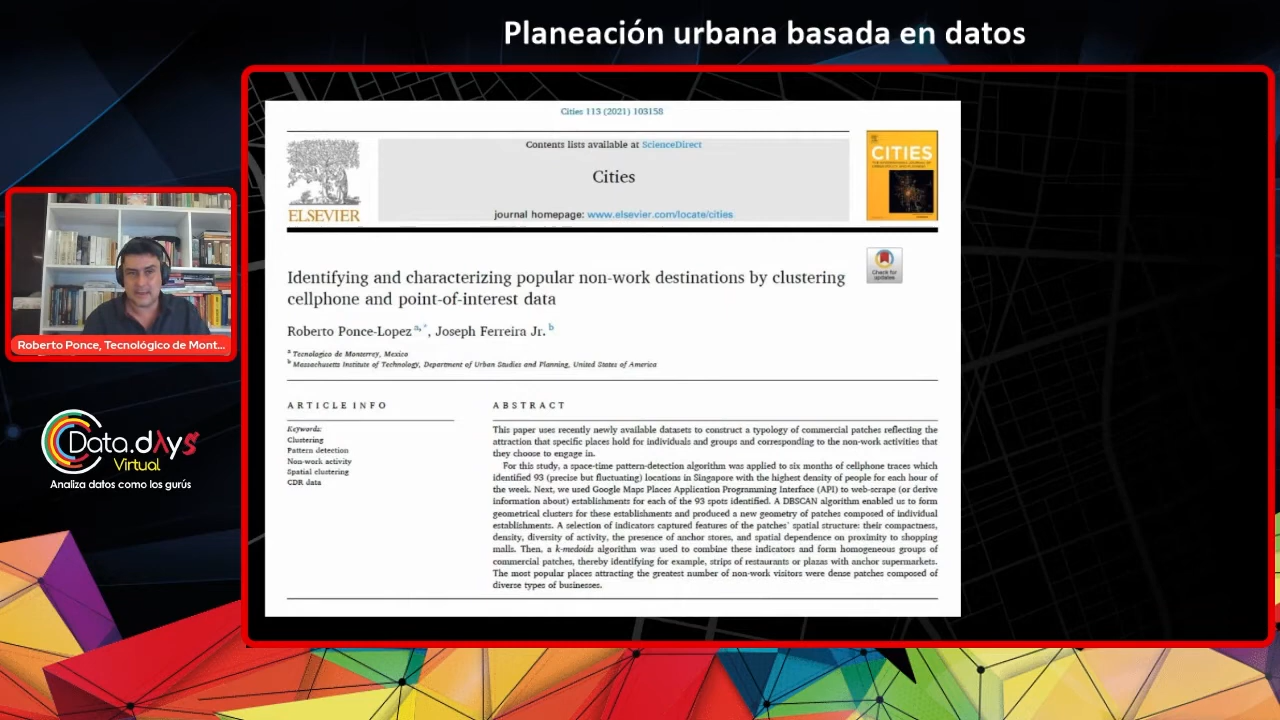 Planeación urbana basada en datos
Cities 113 (2021) 103158
Contents lists available at ScienceDirect
Cities
journal homepage: www.elsevier.com/locate/cities
ELSEVIER
CITIES
Check for
updates
Identifying and characterizing popular non-work destinations by clustering
cellphone and point-of-interest data
Roberto Ponce-Lopez a,*, Joseph Ferreira Jr. b
a Tecnologico de Monterrey, Mexico
b Massachusetts Institute of Technology, Department of Urban Studies and Planning, United States of America
ARTICLE INFO
Keywords:
Clustering
Pattern detection
Non-work activity
Spatial clustering
CDR data
ABSTRACT
This paper uses recently newly available datasets to construct a typology of commercial patches reflecting the
attraction that specific places hold for individuals and groups and corresponding to the non-work activities that
they choose to engage in.
For this study, a space-time pattern-detection algorithm was applied to six months of cellphone traces which
identified 93 (precise but fluctuating) locations in Singapore with the highest density of people for each hour of
the week. Next, we used Google Maps Places Application Programming Interface (API) to web-scrape (or derive
information about) establishments for each of the 93 spots identified. A DBSCAN algorithm enabled us to form
geometrical clusters for these establishments and produced a new geometry of patches composed of individual
establishments. A selection of indicators captured features of the patches' spatial structure: their compactness,
density, diversity of activity, the presence of anchor stores, and spatial dependence on proximity to shopping
malls. Then, a k-medoids algorithm was used to combine these indicators and form homogeneous groups of
commercial patches, thereby identifying for example, strips of restaurants or plazas with anchor supermarkets.
The most popular places attracting the greatest number of non-work visitors were dense patches composed of
diverse types of businesses.
Roberto Ponce, Tecnológico de Mont...
Data.dAys
Virtual
Analiza datos como los gurús